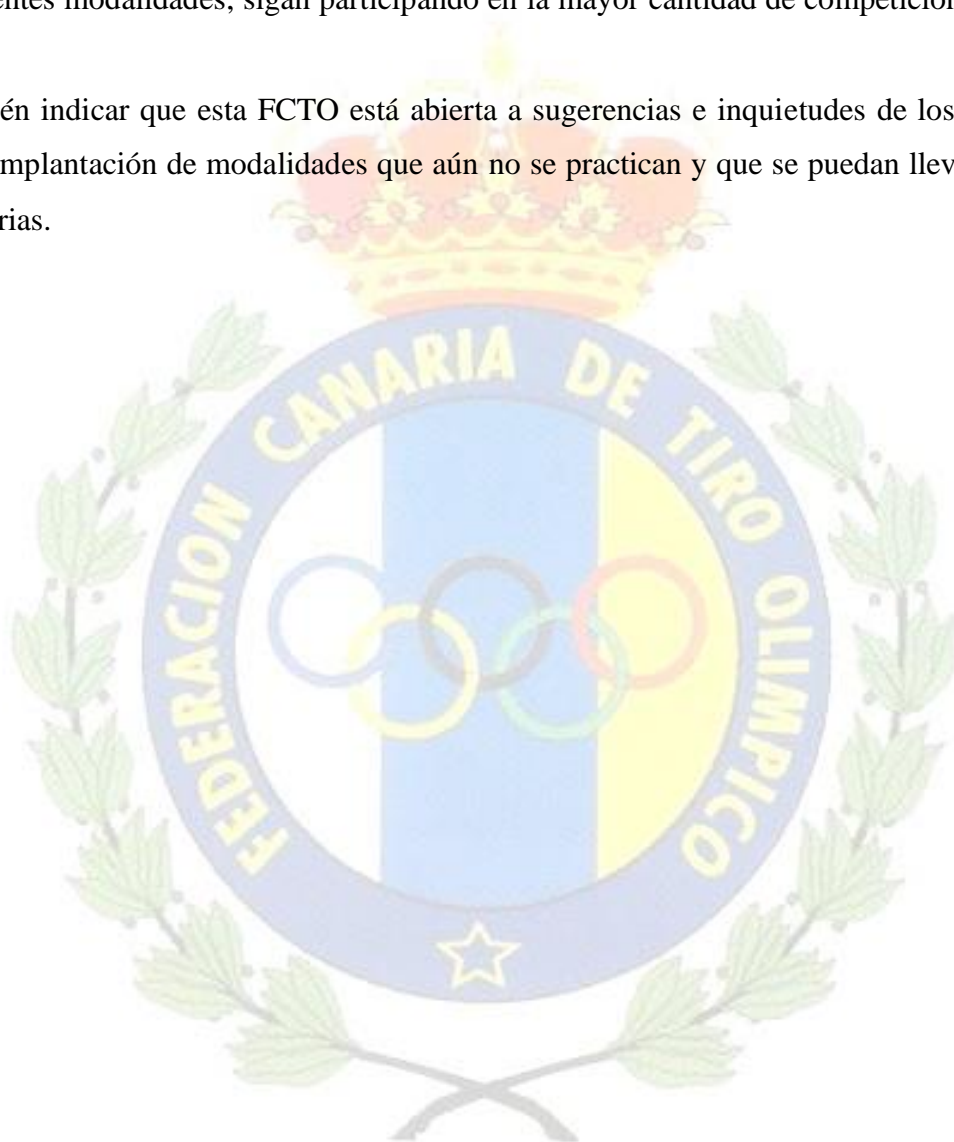 entes modalidades, sigan participando en la mayor cantidad de competicion
én indicar que esta FCTO está abierta a sugerencias e inquietudes de los
mplantación de modalidades que aún no se practican y que se puedan llev
rias.
FEDERACION CANARIA DE TIRO OLIMPICO